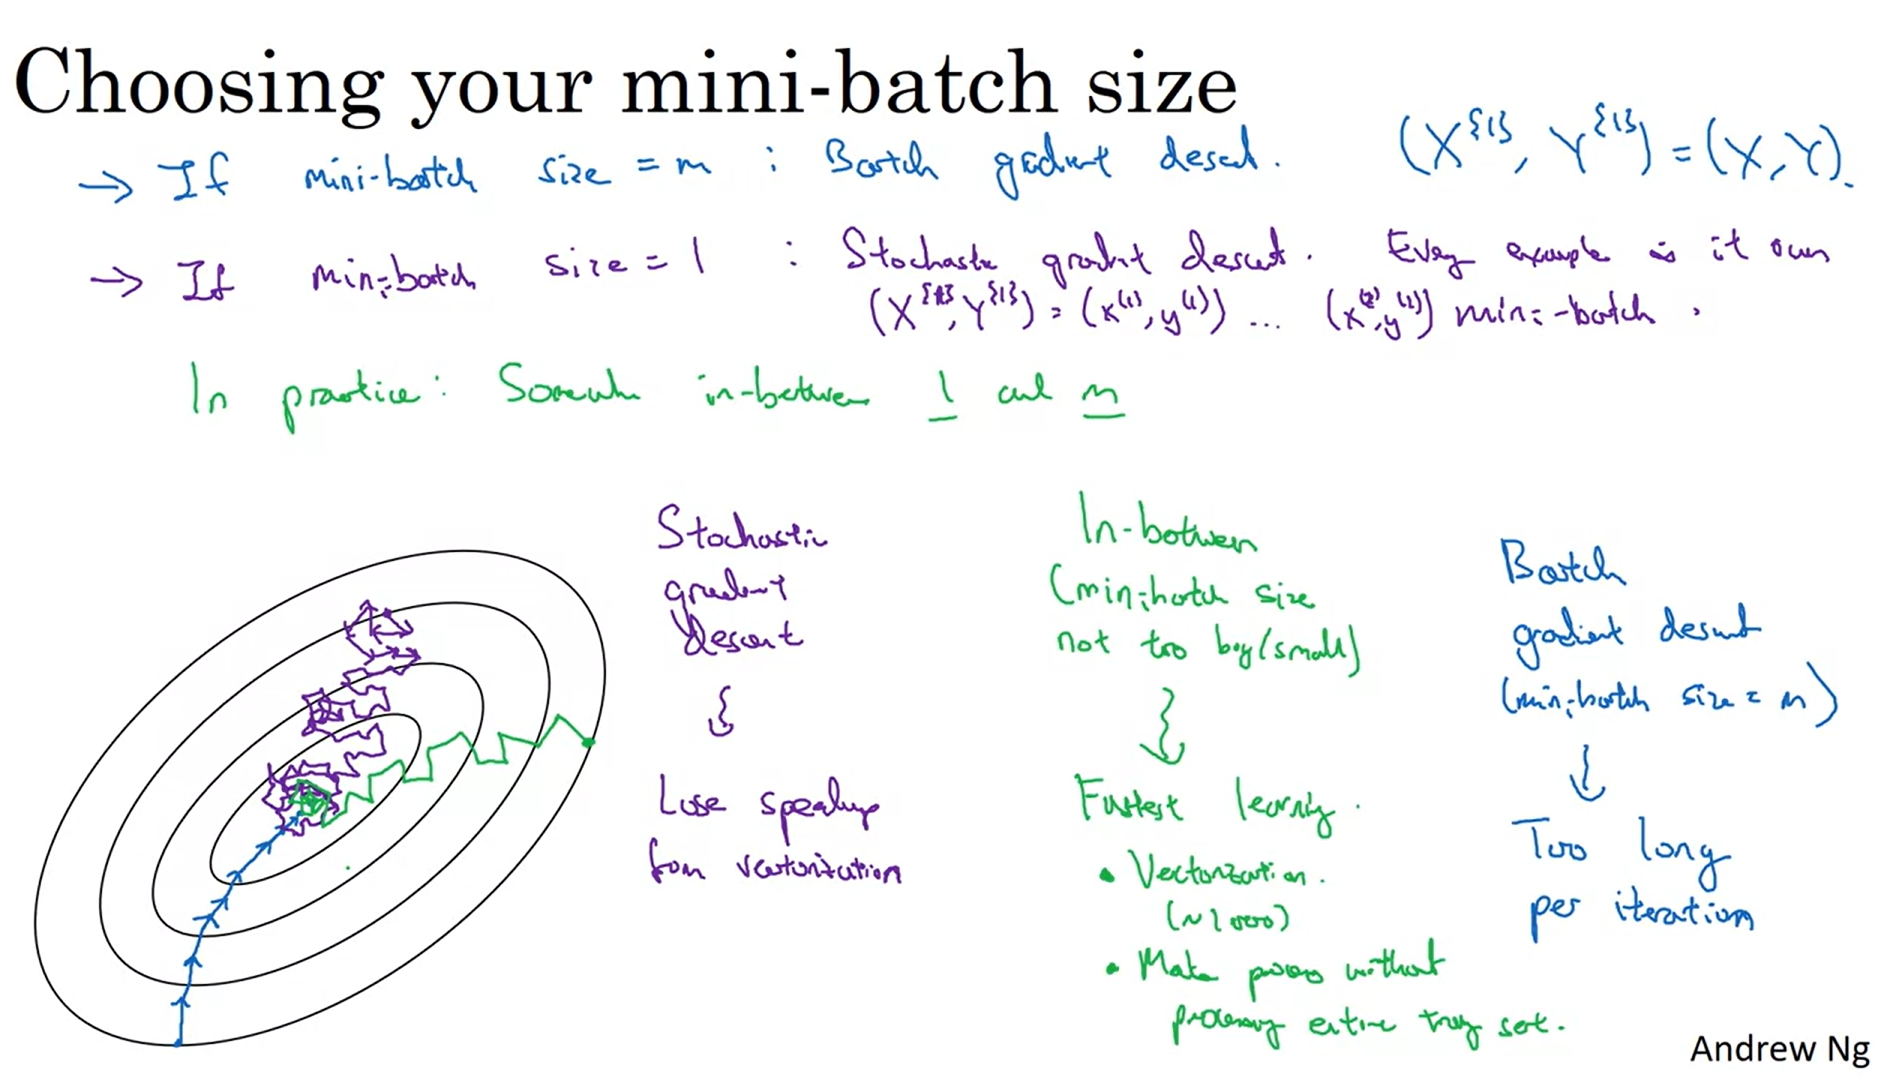 Choosing your mini-batch size
→ If mini-batch size = m : Batch gradient descent. (X^{1}, Y^{1}) = (X, Y).
→ If mini-batch size = 1 : Stochastic gradient descent. Every example is it own
(X^{1}, Y^{1}) = (x^(1), y^(1)) ... (x^(2), y^(2)) mini-batch.
In practice: Somewhere in-between 1 and m
Stochastic
gradient
descent
Lose speedup
from vectorization
In-between
(mini-batch size
not too big/small)
Fastest learning.
• Vectorization.
(~1000)
• Make progress without
processing entire training set.
Batch
gradient descent
(mini-batch size = m)
Too long
per iteration
Andrew Ng